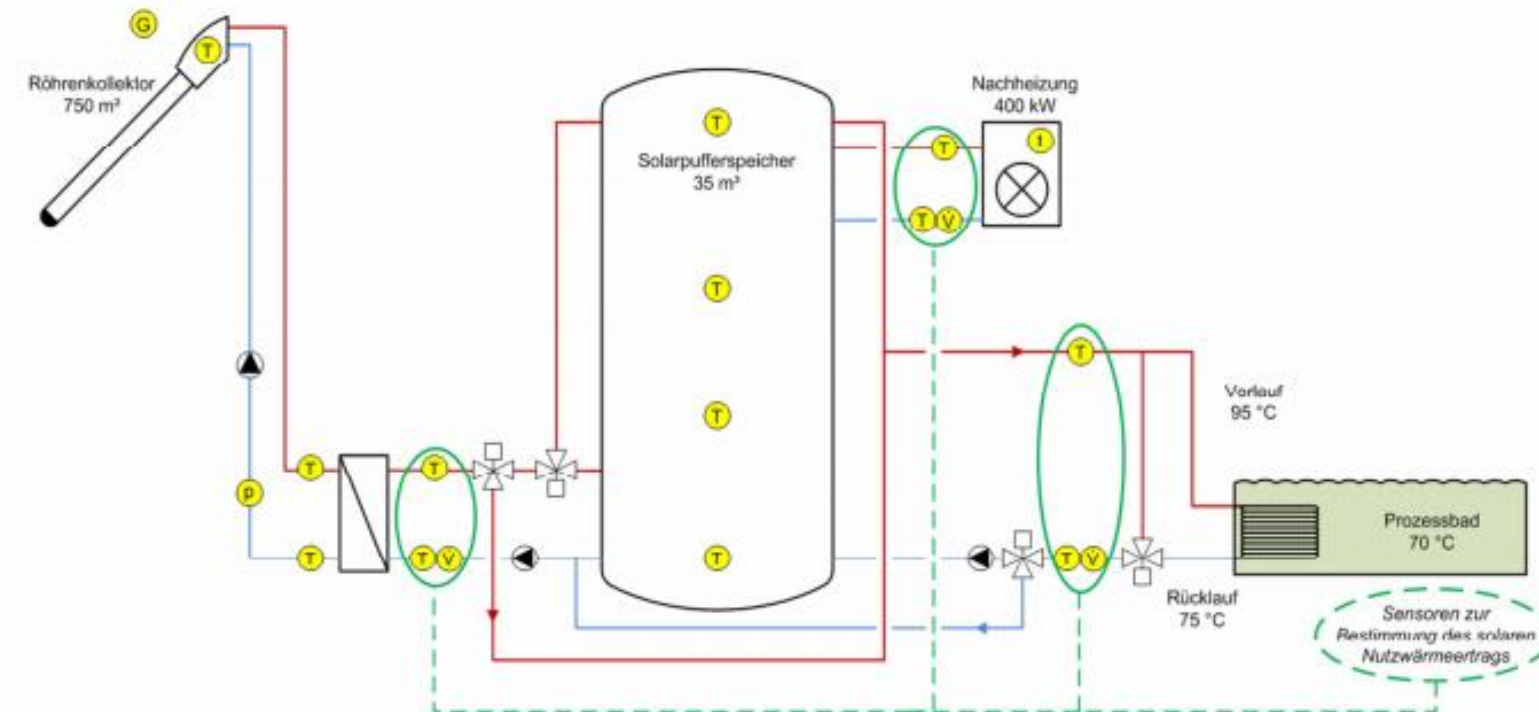 G
T
Röhrenkollektor
750 m³
Nachheizung
400 kW
T
T
t
Solarpufferspeicher
35 m³
T V̇
T
T
Vorlauf
95 °C
T
T
T
p
Prozessbad
70 °C
T
T V̇
T
T V̇
Rücklauf
75 °C
Sensoren zur
Bestimmung des solaren
Nutzwärmeertrags